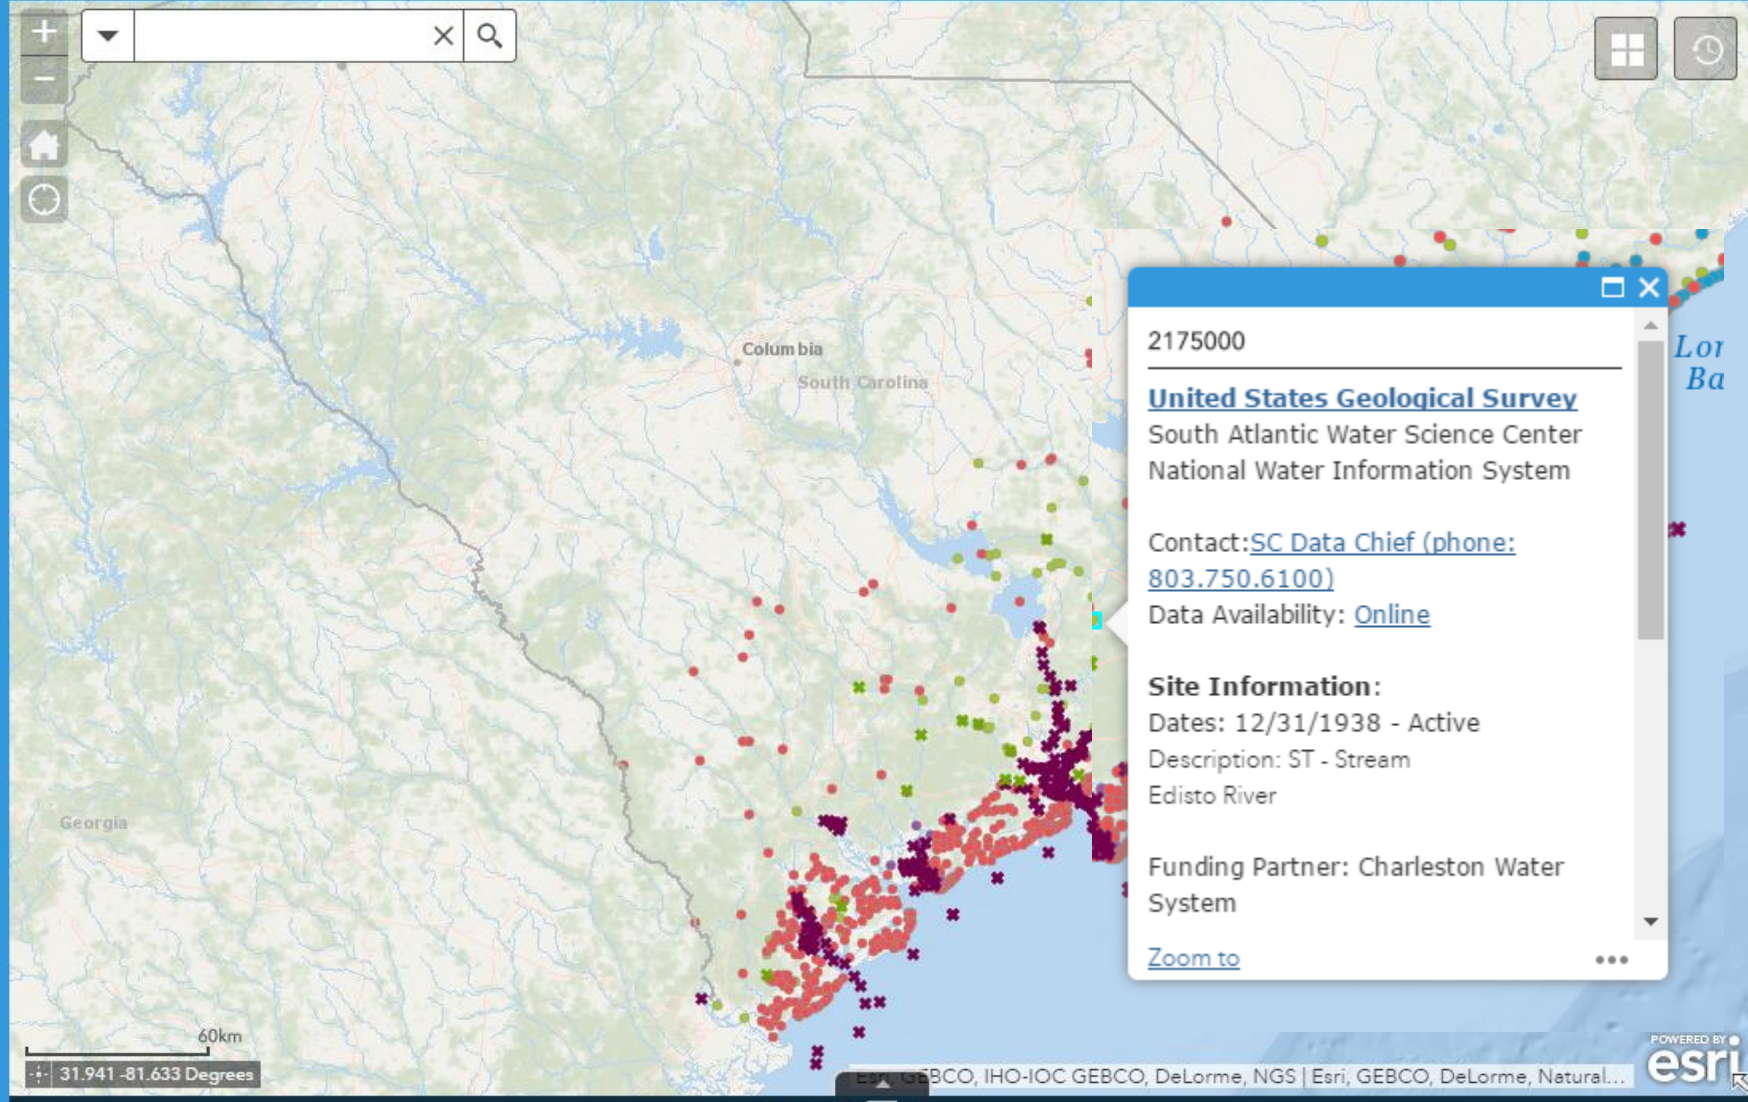 2175000
United States Geological Survey
South Atlantic Water Science Center
National Water Information System
Contact:SC Data Chief (phone:
803.750.6100)
Data Availability: Online
Site Information:
Dates: 12/31/1938 - Active
Description: ST - Stream
Edisto River
Funding Partner: Charleston Water
System
Zoom to
Columbia
South Carolina
Lor
Ba
Georgia
60km
31.941 -81.633 Degrees
Esri, GEBCO, IHO-IOC GEBCO, DeLorme, NGS | Esri, GEBCO, DeLorme, Natural...
POWERED BY
esri